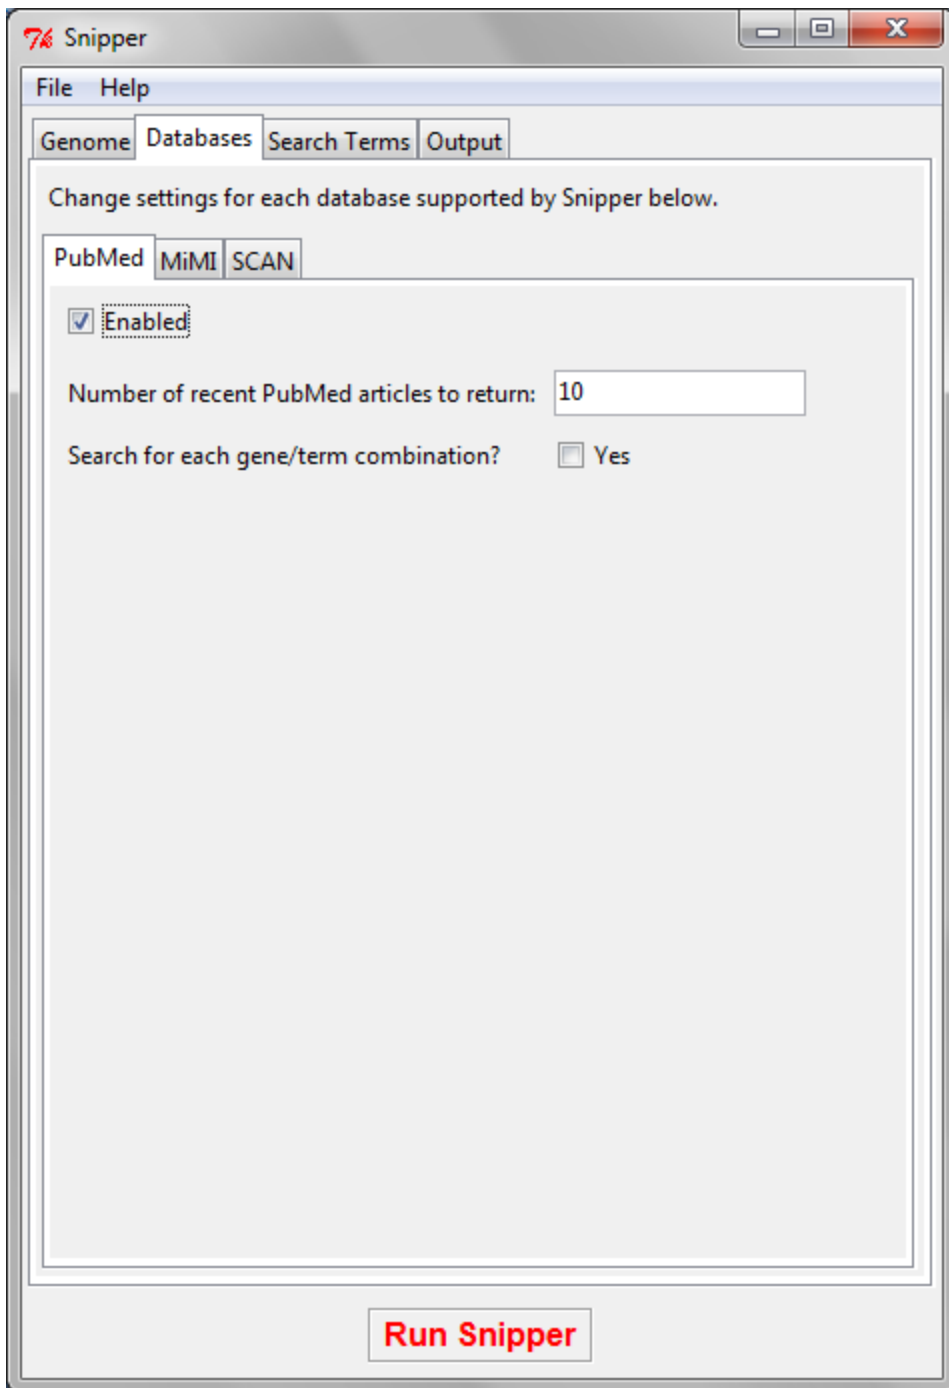 Snipper
File Help
Genome Databases Search Terms Output
Change settings for each database supported by Snipper below.
PubMed MiMI SCAN
Enabled
Number of recent PubMed articles to return: 10
Search for each gene/term combination? Yes
Run Snipper